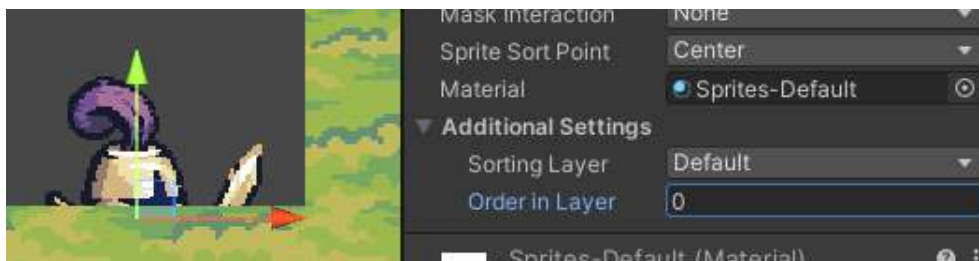 Mask Interaction None
Sprite Sort Point Center
Material Sprites-Default
Additional Settings
Sorting Layer Default
Order in Layer 0
Sprites-Default (Material)